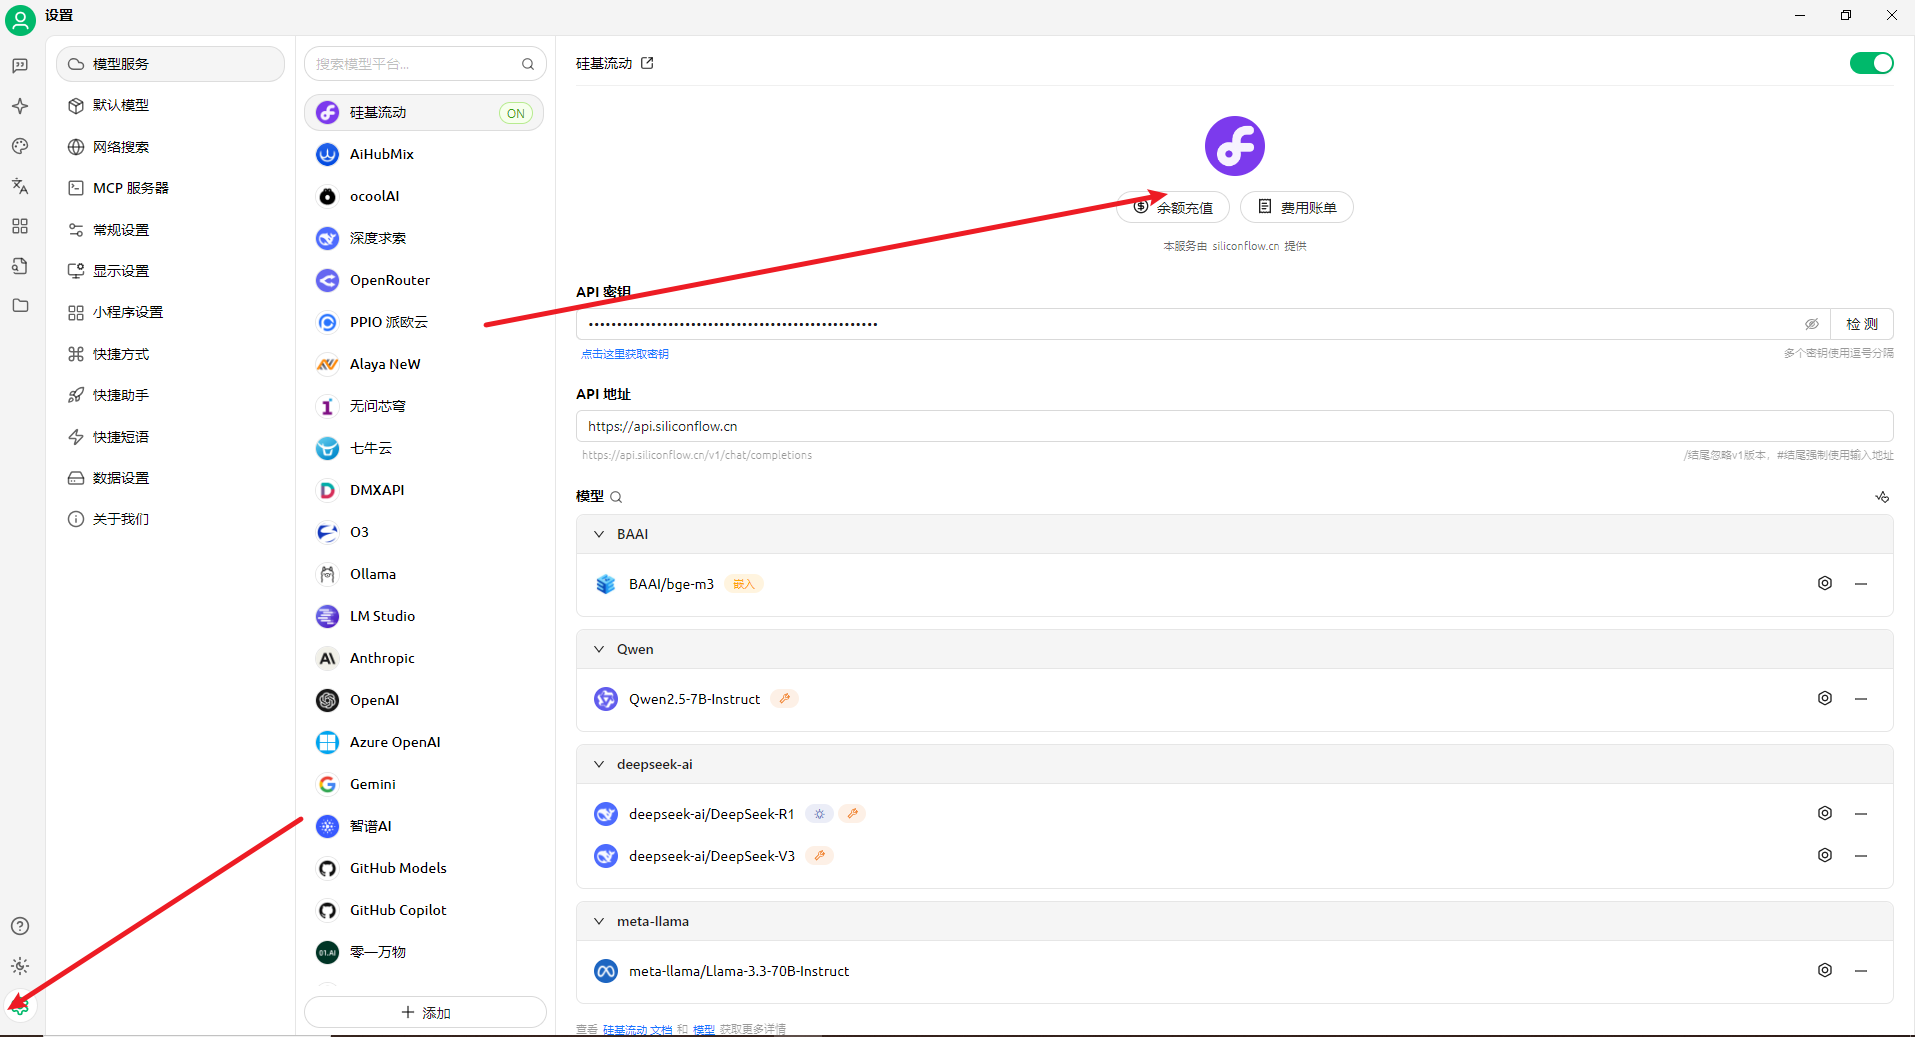 设置
模型服务
默认模型
网络搜索
MCP 服务器
常规设置
显示设置
小程序设置
快捷方式
快捷助手
快捷短语
数据设置
关于我们
搜索模型平台...
硅基流动
ON
AiHubMix
ocoolAI
深度求索
OpenRouter
PPIO 派欧云
Alaya NeW
无问芯穹
七牛云
DMXAPI
O3
Ollama
LM Studio
Anthropic
OpenAI
Azure OpenAI
Gemini
智谱AI
GitHub Models
GitHub Copilot
01.AI
零一万物
添加
硅基流动
余额充值
费用账单
本服务由 siliconflow.cn 提供
API 密钥
检 测
点击这里获取密钥
多个密钥使用逗号分隔
API 地址
https://api.siliconflow.cn
https://api.siliconflow.cn/v1/chat/completions
/结尾忽略v1版本，#结尾强制使用输入地址
模型
BAAI
BAAI/bge-m3
嵌入
Qwen
Qwen2.5-7B-Instruct
deepseek-ai
deepseek-ai/DeepSeek-R1
deepseek-ai/DeepSeek-V3
meta-llama
meta-llama/Llama-3.3-70B-Instruct
查看 硅基流动 文档 和 模型 获取更多详情